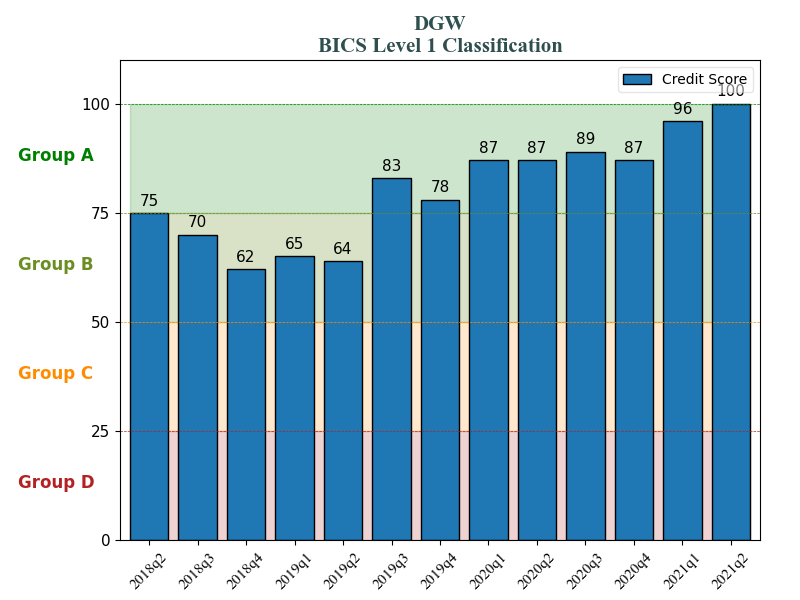 DGW
BICS Level 1 Classification
Credit Score
100
96
89
87
87
87
83
78
75
70
65
64
62
Group A
Group B
Group C
Group D
100
75
50
25
0
2018q2
2018q3
2018q4
2019q1
2019q2
2019q3
2019q4
2020q1
2020q2
2020q3
2020q4
2021q1
2021q2